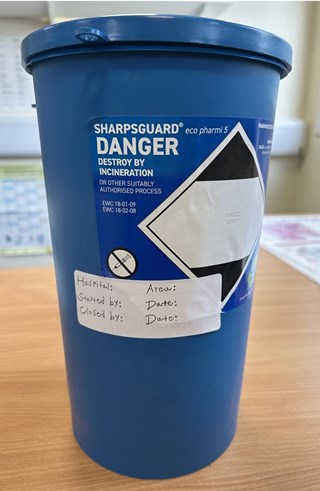 SHARPSGUARD® eco pharmi 5
DANGER
DESTROY BY
INCINERATION
OR OTHER SUITABLY
AUTHORISED PROCESS
EWC 18-01-09
EWC 18-02-08
Hospital: Area:
Started by: Date:
Closed by: Date: